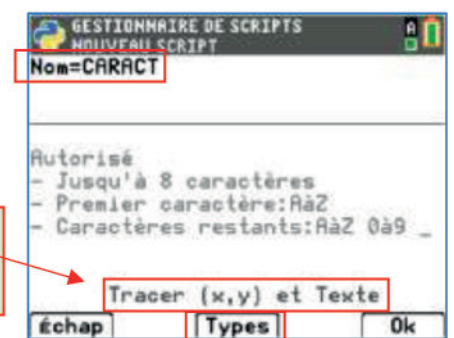 GESTIONNAIRE DE SCRIPTS
NOUVEAU SCRIPT
Nom=CARACT
Autorisé
- Jusqu'à 8 caractères
- Premier caractère:AàZ
- Caractères restants:AàZ 0à9 _
Tracer (x,y) et Texte
Échap Types Ok